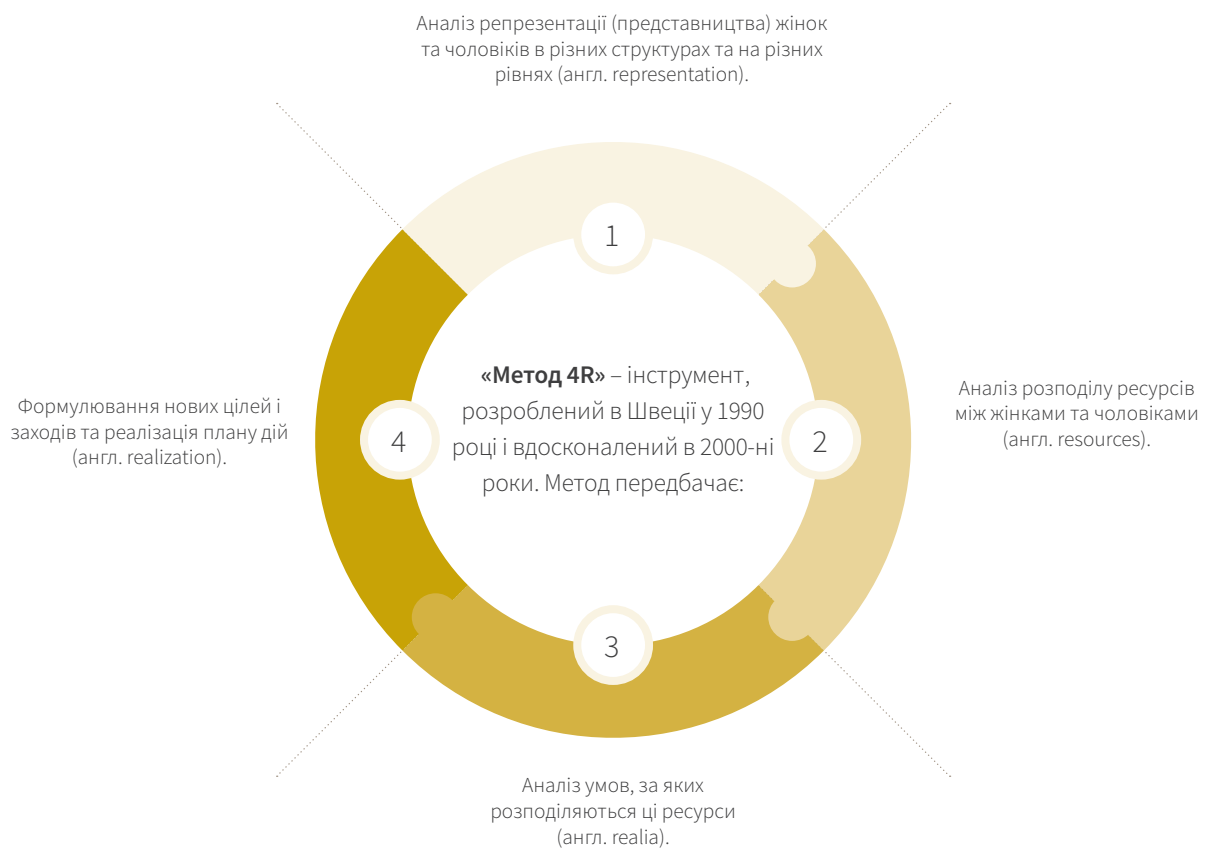 Аналіз репрезентації (представництва) жінок
та чоловіків в різних структурах та на різних
рівнях (англ. representation).
1
«Метод 4R» – інструмент,
розроблений в Швеції у 1990
році і вдосконалений в 2000-ні
роки. Метод передбачає:
2
Аналіз розподілу ресурсів
між жінками та чоловіками
(англ. resources).
3
Аналіз умов, за яких
розподіляються ці ресурси
(англ. realia).
4
Формулювання нових цілей і
заходів та реалізація плану дій
(англ. realization).